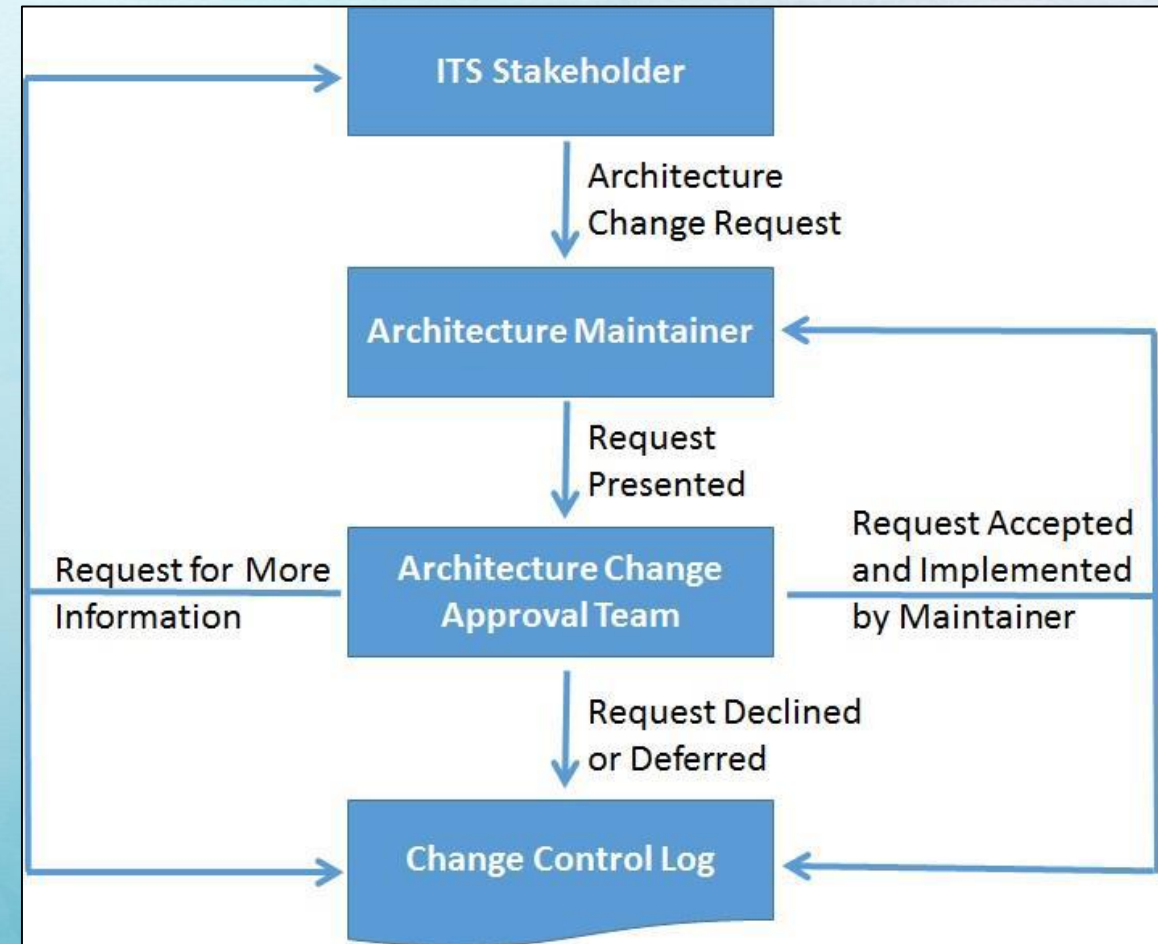 ITS Stakeholder
Architecture
Change Request
Architecture Maintainer
Request
Presented
Request for More
Information
Architecture Change
Approval Team
Request Accepted
and Implemented
by Maintainer
Request Declined
or Deferred
Change Control Log